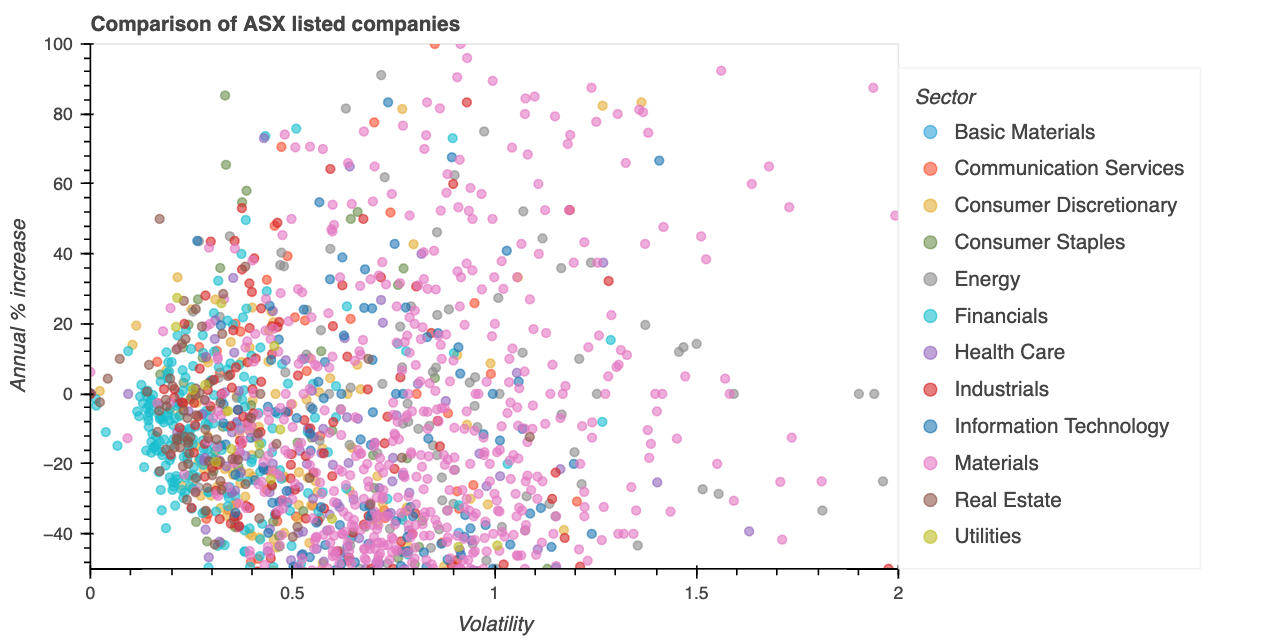 Comparison of ASX listed companies
100
80
60
40
20
0
−20
−40
Annual % increase
0
0.5
1
1.5
2
Volatility
Sector
Basic Materials
Communication Services
Consumer Discretionary
Consumer Staples
Energy
Financials
Health Care
Industrials
Information Technology
Materials
Real Estate
Utilities